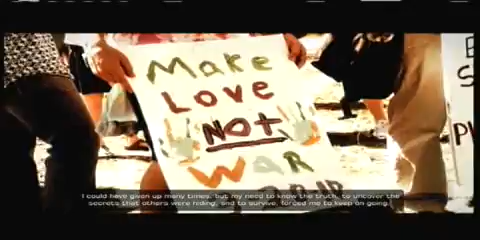 Make
Love
Not
WAR
I could have given up many times, but my need to know the truth, to uncover the
secrets that others were hiding, and to survive, forced me to keep on going.